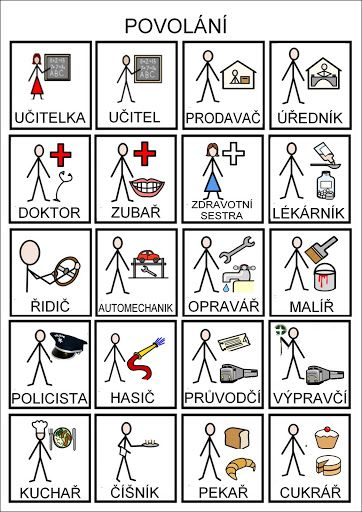 POVOLÁNÍ
UČITELKA
UČITEL
PRODAVAČ
ÚŘEDNÍK
DOKTOR
ZUBAŘ
ZDRAVOTNÍ
SESTRA
LÉKÁRNÍK
ŘIDIČ
AUTOMECHANIK
OPRAVÁŘ
MALÍŘ
POLICISTA
HASIČ
PRŮVODČÍ
VÝPRAVČÍ
KUCHAŘ
ČÍŠNÍK
PEKAŘ
CUKRÁŘ